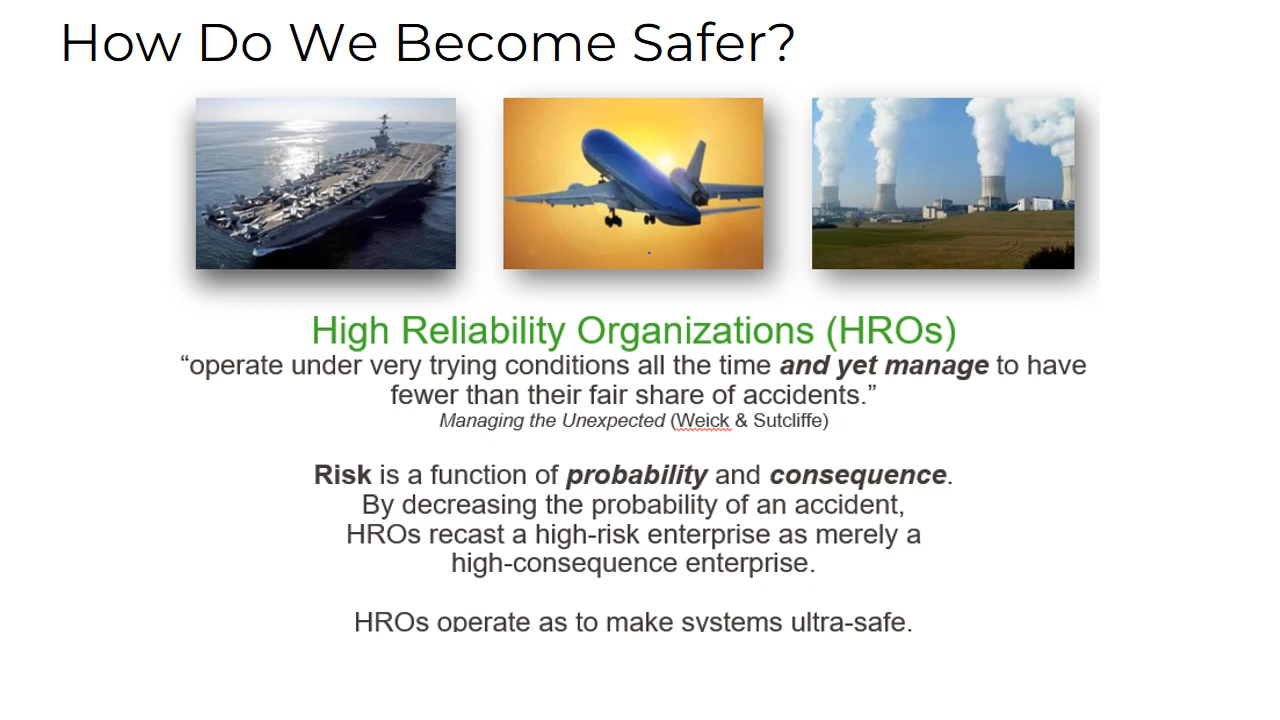 How Do We Become Safer?
High Reliability Organizations (HROs)
“operate under very trying conditions all the time and yet manage to have
fewer than their fair share of accidents.”
Managing the Unexpected (Weick & Sutcliffe)
Risk is a function of probability and consequence.
By decreasing the probability of an accident,
HROs recast a high-risk enterprise as merely a
high-consequence enterprise.
HROs operate as to make systems ultra-safe.